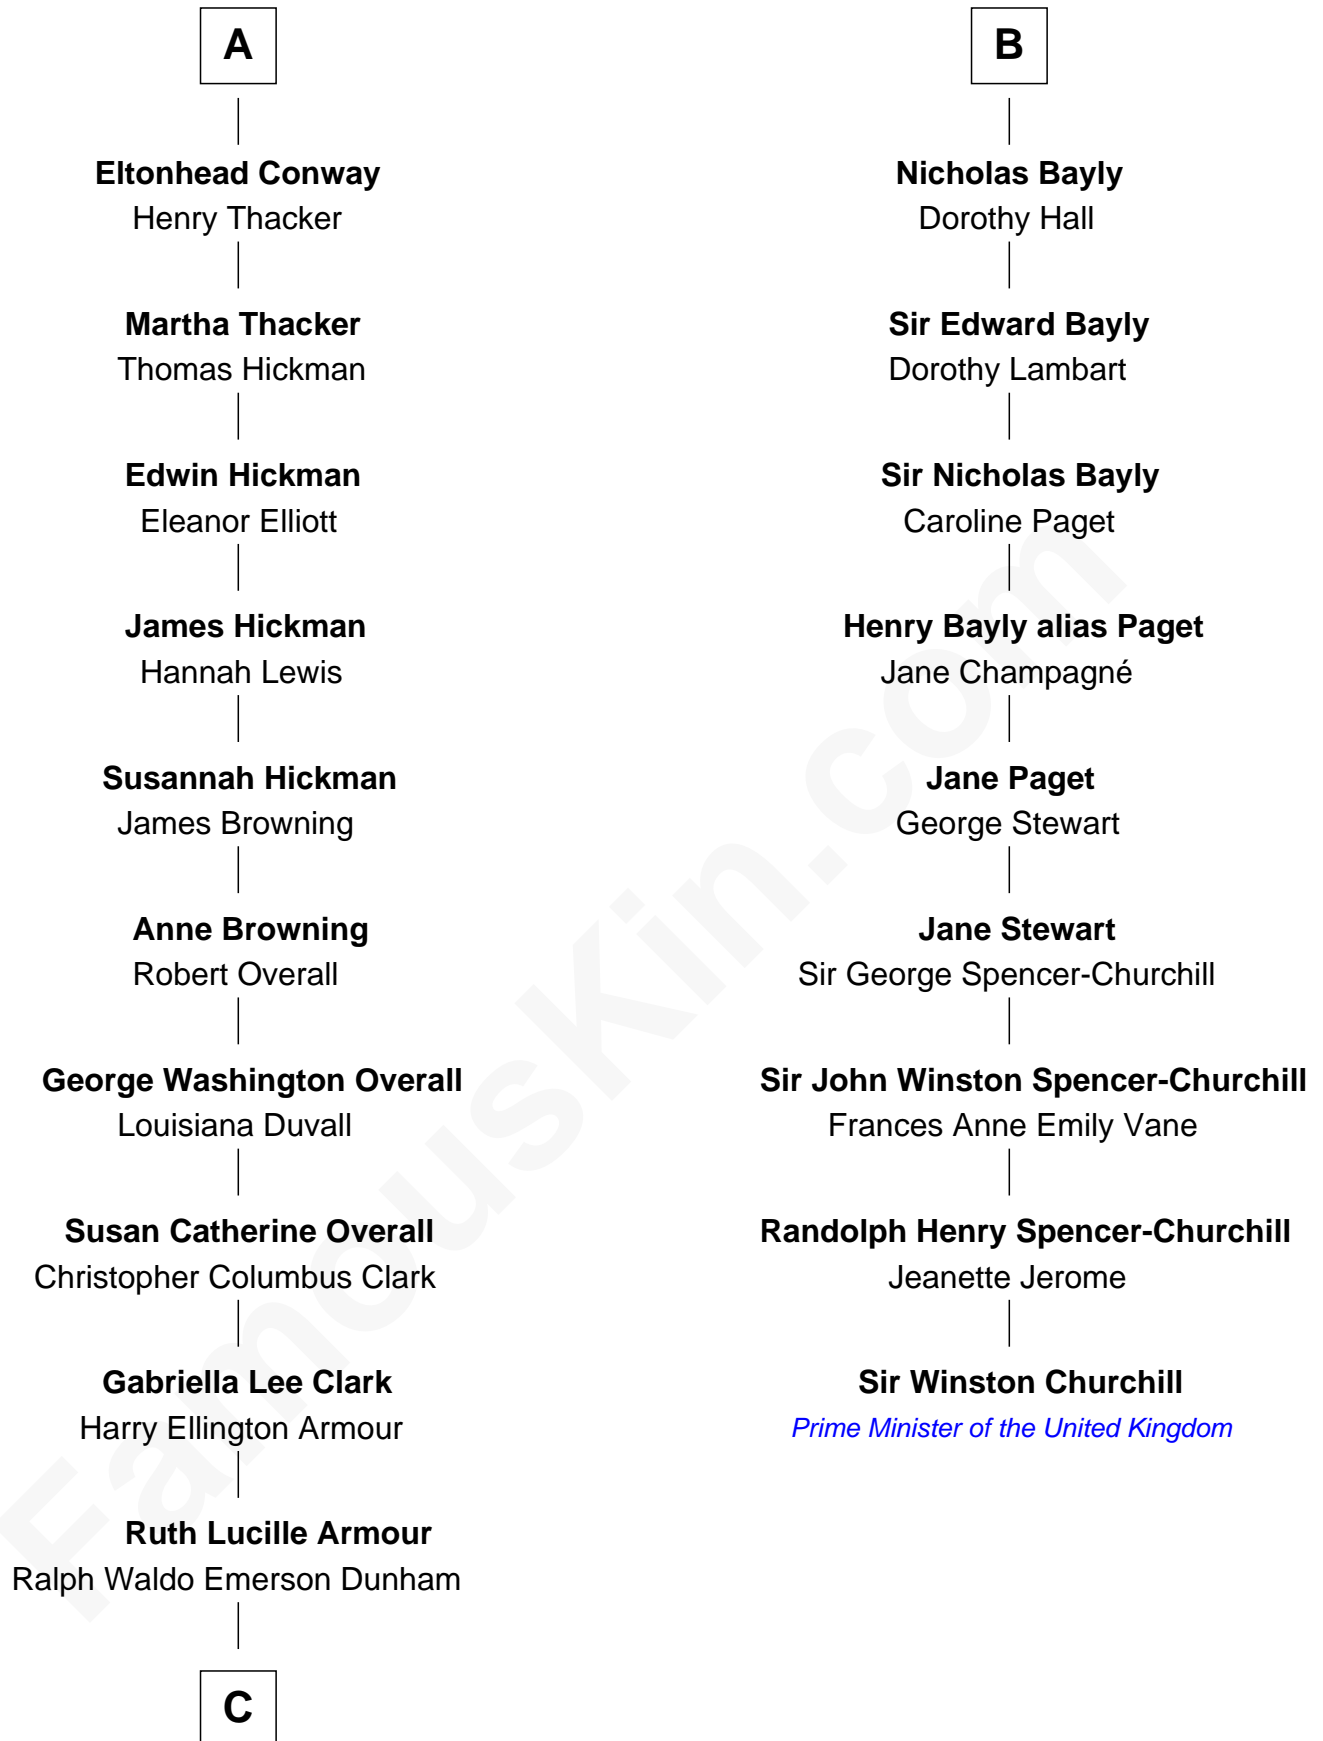 A
Eltonhead Conway
Henry Thacker
Martha Thacker
Thomas Hickman
Edwin Hickman
Eleanor Elliott
James Hickman
Hannah Lewis
Susannah Hickman
James Browning
Anne Browning
Robert Overall
George Washington Overall
Louisiana Duvall
Susan Catherine Overall
Christopher Columbus Clark
Gabriella Lee Clark
Harry Ellington Armour
Ruth Lucille Armour
Ralph Waldo Emerson Dunham
C
B
Nicholas Bayly
Dorothy Hall
Sir Edward Bayly
Dorothy Lambart
Sir Nicholas Bayly
Caroline Paget
Henry Bayly alias Paget
Jane Champagné
Jane Paget
George Stewart
Jane Stewart
Sir George Spencer-Churchill
Sir John Winston Spencer-Churchill
Frances Anne Emily Vane
Randolph Henry Spencer-Churchill
Jeanette Jerome
Sir Winston Churchill
Prime Minister of the United Kingdom
FamousKin.com